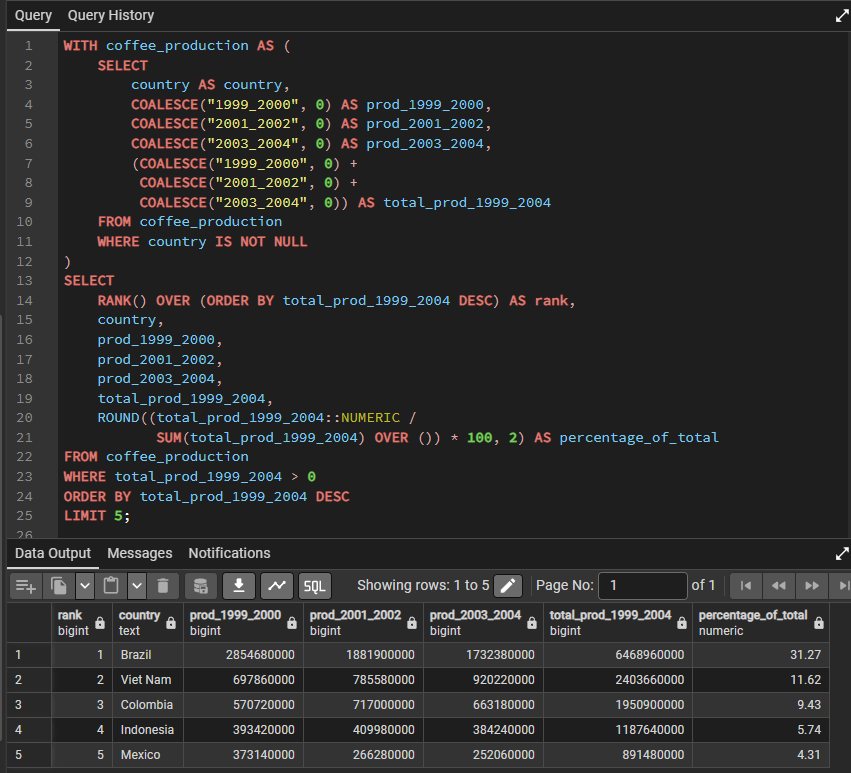 Query Query History
1 WITH coffee_production AS (
2 SELECT
3 country AS country,
4 COALESCE("1999_2000", 0) AS prod_1999_2000,
5 COALESCE("2001_2002", 0) AS prod_2001_2002,
6 COALESCE("2003_2004", 0) AS prod_2003_2004,
7 (COALESCE("1999_2000", 0) +
8 COALESCE("2001_2002", 0) +
9 COALESCE("2003_2004", 0)) AS total_prod_1999_2004
10 FROM coffee_production
11 WHERE country IS NOT NULL
12 )
13 SELECT
14 RANK() OVER (ORDER BY total_prod_1999_2004 DESC) AS rank,
15 country,
16 prod_1999_2000,
17 prod_2001_2002,
18 prod_2003_2004,
19 total_prod_1999_2004,
20 ROUND((total_prod_1999_2004::NUMERIC /
21 SUM(total_prod_1999_2004) OVER ()) * 100, 2) AS percentage_of_total
22 FROM coffee_production
23 WHERE total_prod_1999_2004 > 0
24 ORDER BY total_prod_1999_2004 DESC
25 LIMIT 5;
26
Data Output Messages Notifications
SQL Showing rows: 1 to 5 Page No: 1 of 1
rank country prod_1999_2000 prod_2001_2002 prod_2003_2004 total_prod_1999_2004 percentage_of_total
bigint text bigint bigint bigint bigint numeric
1 1 Brazil 2854680000 1881900000 1732380000 6468960000 31.27
2 2 Viet Nam 697860000 785580000 920220000 2403660000 11.62
3 3 Colombia 570720000 717000000 663180000 1950900000 9.43
4 4 Indonesia 393420000 409980000 384240000 1187640000 5.74
5 5 Mexico 373140000 266280000 252060000 891480000 4.31